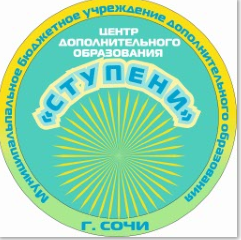 Муниципальное бюджетное учреждение дополнительного образования
ЦЕНТР
ДОПОЛНИТЕЛЬНОГО
ОБРАЗОВАНИЯ
«СТУПЕНИ»
Г. СОЧИ